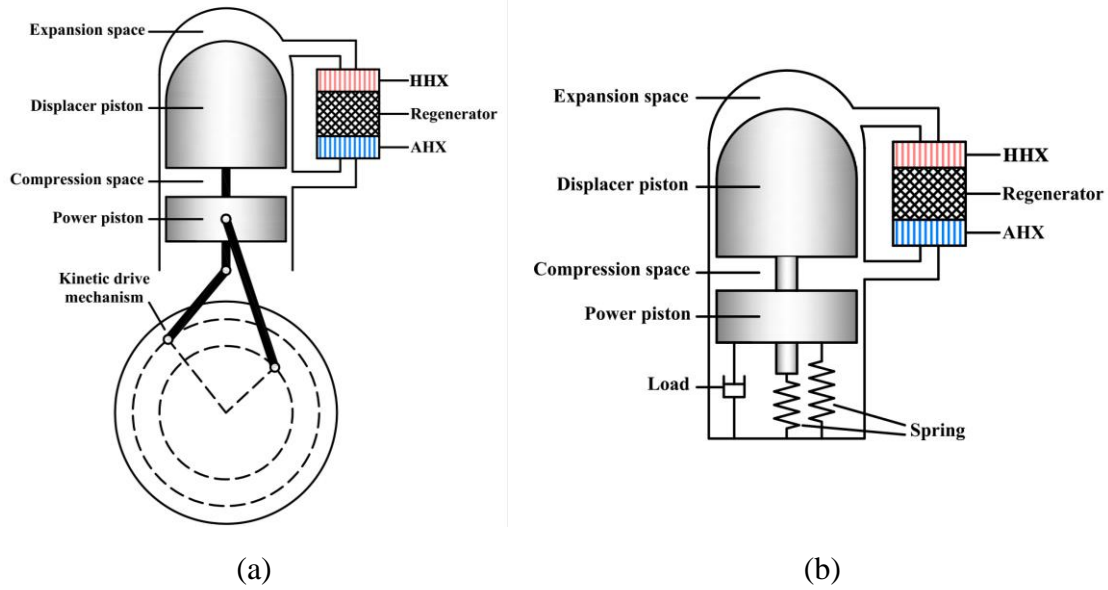 Expansion space
HHX
Displacer piston
Regenerator
AHX
Compression space
Power piston
Kinetic drive
mechanism
(a)
Expansion space
HHX
Displacer piston
Regenerator
AHX
Compression space
Power piston
Load
Spring
(b)